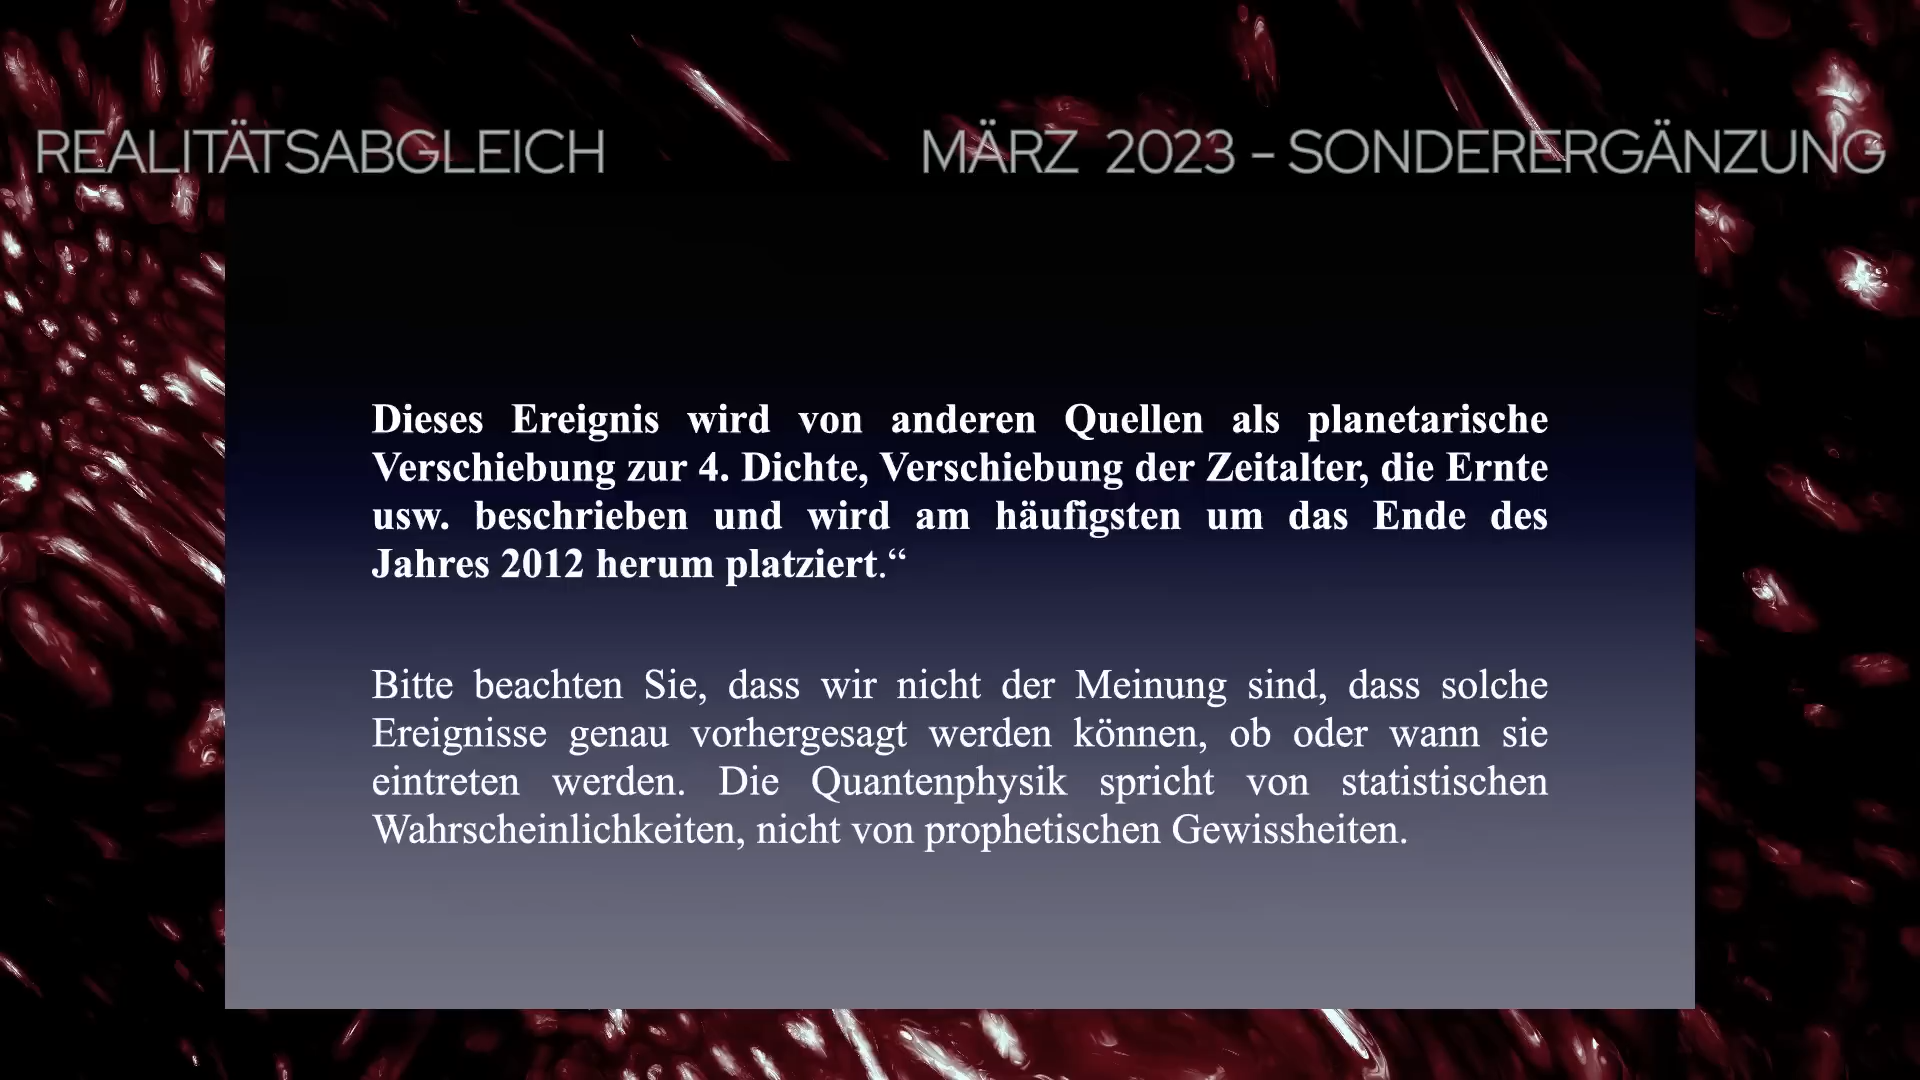 REALITÄTSABGLEICH
MÄRZ 2023 – SONDERERGÄNZUNG
Dieses Ereignis wird von anderen Quellen als planetarische
Verschiebung zur 4. Dichte, Verschiebung der Zeitalter, die Ernte
usw. beschrieben und wird am häufigsten um das Ende des
Jahres 2012 herum platziert.“
Bitte beachten Sie, dass wir nicht der Meinung sind, dass solche
Ereignisse genau vorhergesagt werden können, ob oder wann sie
eintreten werden. Die Quantenphysik spricht von statistischen
Wahrscheinlichkeiten, nicht von prophetischen Gewissheiten.